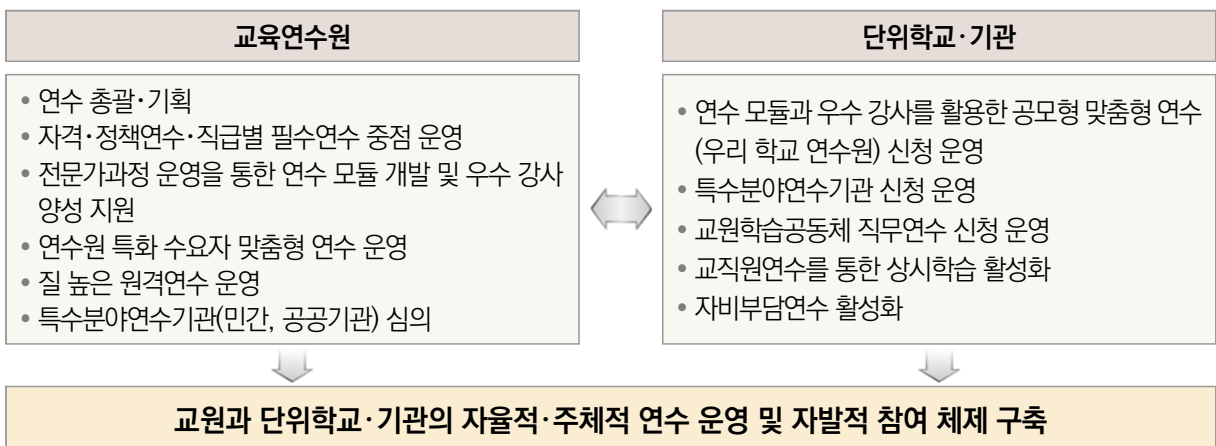 교육연수원
• 연수 총괄·기획
• 자격·정책연수·직급별 필수연수 중점 운영
• 전문가과정 운영을 통한 연수 모듈 개발 및 우수 강사
양성 지원
• 연수원 특화 수요자 맞춤형 연수 운영
• 질 높은 원격연수 운영
• 특수분야연수기관(민간, 공공기관) 심의
단위학교·기관
• 연수 모듈과 우수 강사를 활용한 공모형 맞춤형 연수
(우리 학교 연수원) 신청 운영
• 특수분야연수기관 신청 운영
• 교원학습공동체 직무연수 신청 운영
• 교직원연수를 통한 상시학습 활성화
• 자비부담연수 활성화
교원과 단위학교·기관의 자율적·주체적 연수 운영 및 자발적 참여 체제 구축